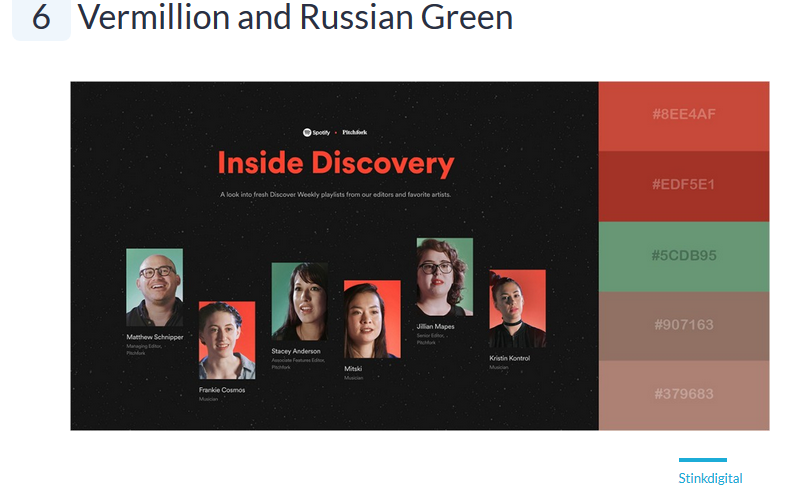 6 Vermillion and Russian Green
Spotify + Pitchfork
Inside Discovery
A look into fresh Discover Weekly playlists from our editors and favorite artists.
Matthew Schnipper
Managing Editor,
Pitchfork
Frankie Cosmos
Musician
Stacey Anderson
Associate Features Editor,
Pitchfork
Mitski
Musician
Jillian Mapes
Senior Editor,
Pitchfork
Kristin Kontrol
Musician
#8EE4AF
#EDF5E1
#5CDB95
#907163
#379683
Stinkdigital